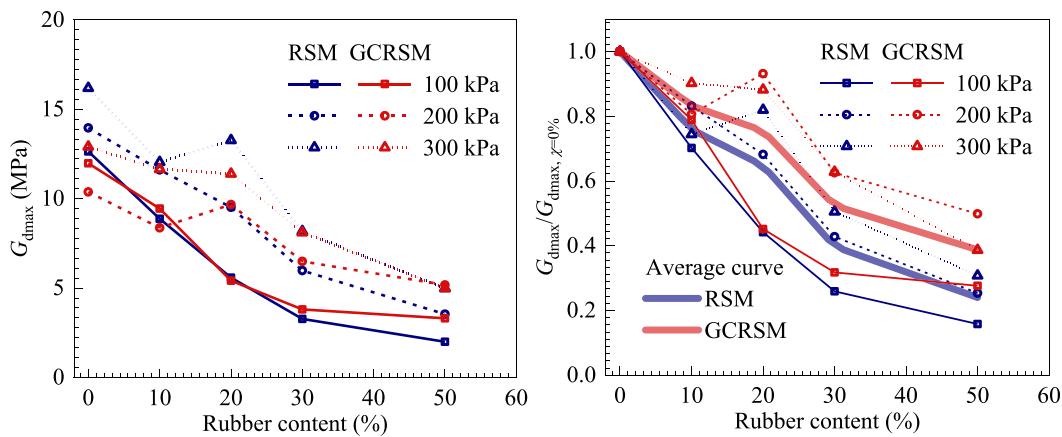 20
15
10
5
0
G_dmax (MPa)
RSM GCRSM
100 kPa
200 kPa
300 kPa
0 10 20 30 40 50 60
Rubber content (%)
1.0
0.8
0.6
0.4
0.2
0.0
G_dmax/G_dmax, χ=0%
RSM GCRSM
100 kPa
200 kPa
300 kPa
Average curve
RSM
GCRSM
0 10 20 30 40 50 60
Rubber content (%)